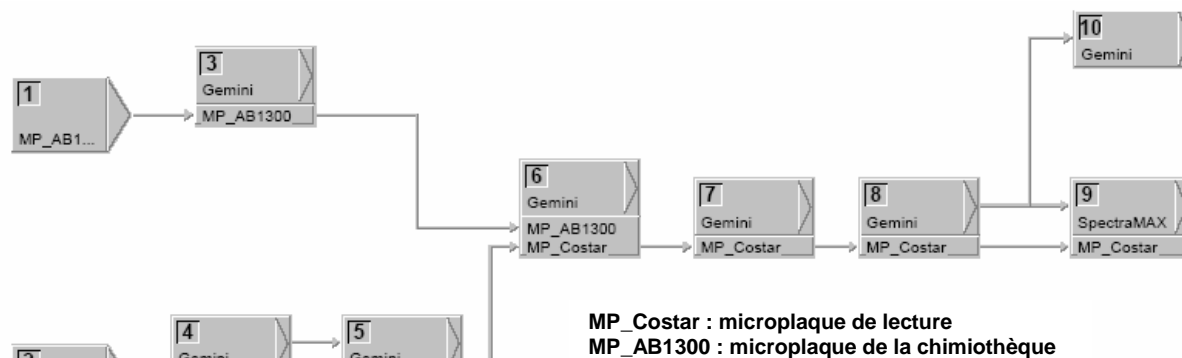 10
Gemini
3
Gemini
MP_AB1300
1
MP_AB1...
6
Gemini
MP_AB1300
MP_Costar
7
Gemini
MP_Costar
8
Gemini
MP_Costar
9
SpectraMAX
MP_Costar
4
Gemini
5
Gemini
2
MP_Costar : microplaque de lecture
MP_AB1300 : microplaque de la chimiothèque